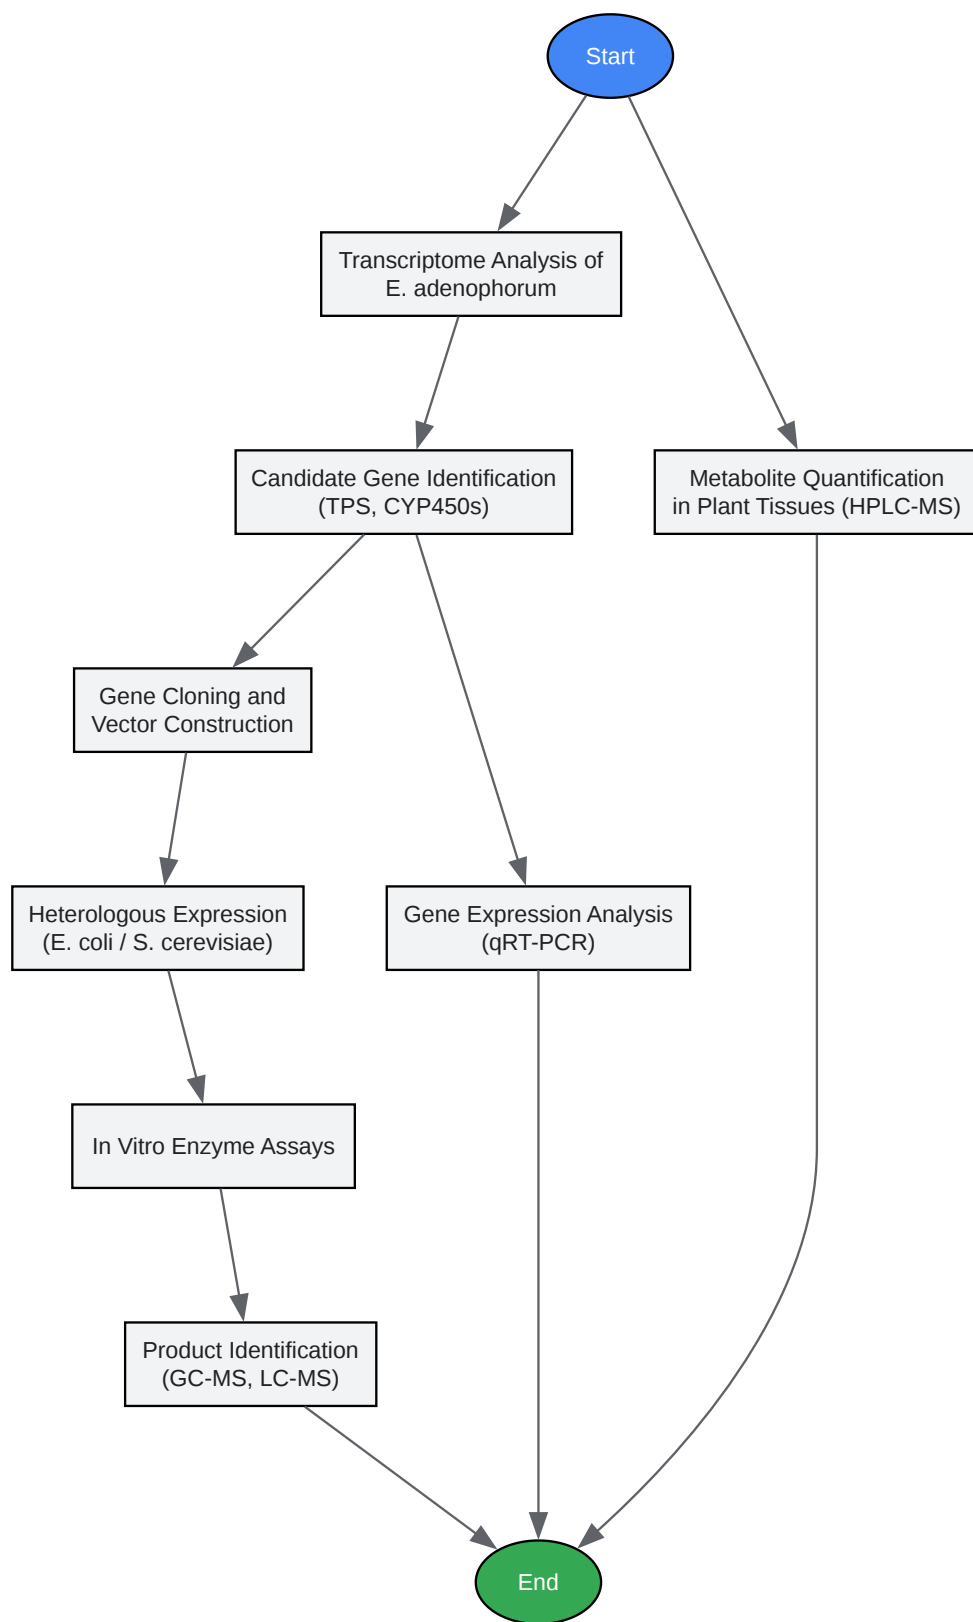 Start
Transcriptome Analysis of
E. adenophorum
Candidate Gene Identification
(TPS, CYP450s)
Metabolite Quantification
in Plant Tissues (HPLC-MS)
Gene Cloning and
Vector Construction
Heterologous Expression
(E. coli / S. cerevisiae)
Gene Expression Analysis
(qRT-PCR)
In Vitro Enzyme Assays
Product Identification
(GC-MS, LC-MS)
End